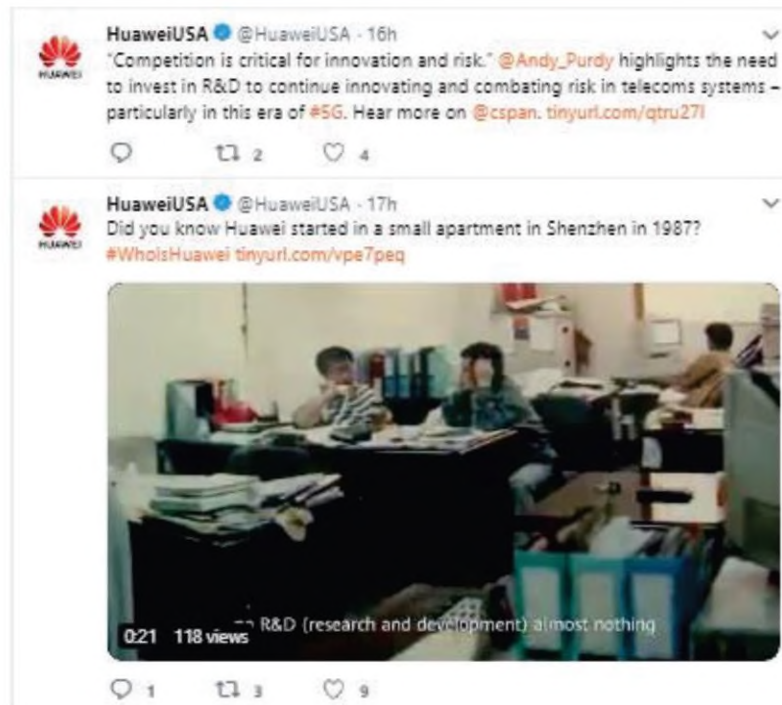 HuaweiUSA @HuaweiUSA · 16h
"Competition is critical for innovation and risk." @Andy_Purdy highlights the need
to invest in R&D to continue innovating and combating risk in telecoms systems –
particularly in this era of #5G. Hear more on @cspan. tinyurl.com/qtru27l
HUAWEI
2 4
HuaweiUSA @HuaweiUSA · 17h
Did you know Huawei started in a small apartment in Shenzhen in 1987?
HUAWEI
#WhoIsHuawei tinyurl.com/vpe7peq
R&D (research and development) almost nothing
0:21 118 views
1 3 9